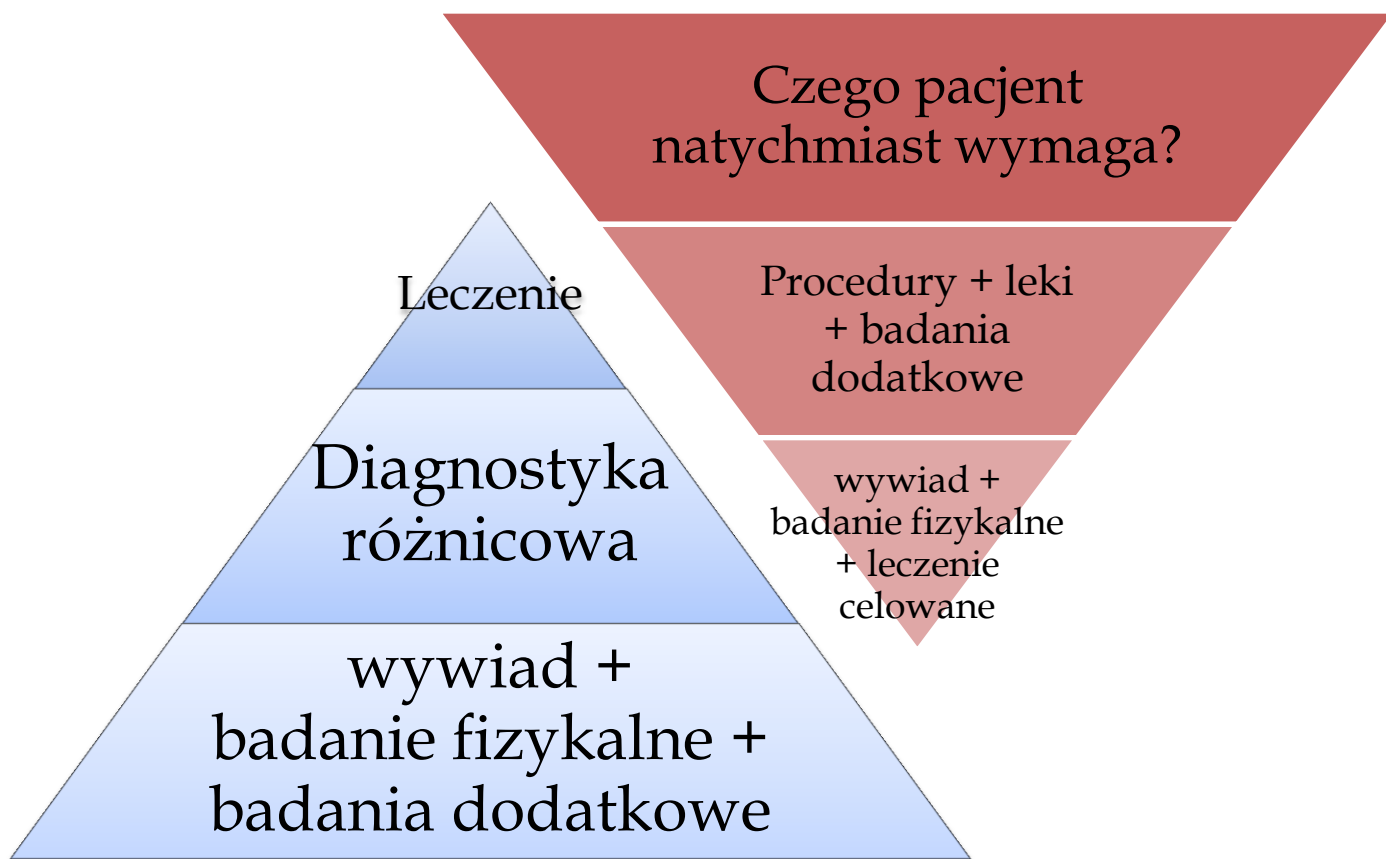 Czego pacjent
natychmiast wymaga?
Procedury + leki
+ badania
dodatkowe
wywiad +
badanie fizykalne
+ leczenie
celowane
Leczenie
Diagnostyka
różnicowa
wywiad +
badanie fizykalne +
badania dodatkowe